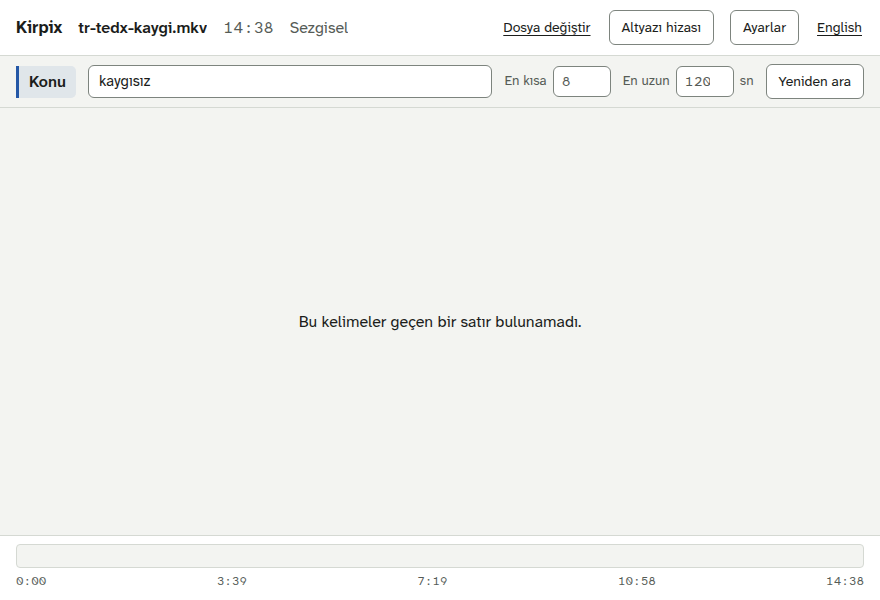 Kirpix tr-tedx-kaygi.mkv 14:38 Sezgisel Dosya değiştir Altyazı hizası Ayarlar English
Konu kaygısız En kısa 8 En uzun 120 sn Yeniden ara
Bu kelimeler geçen bir satır bulunamadı.
0:00 3:39 7:19 10:58 14:38